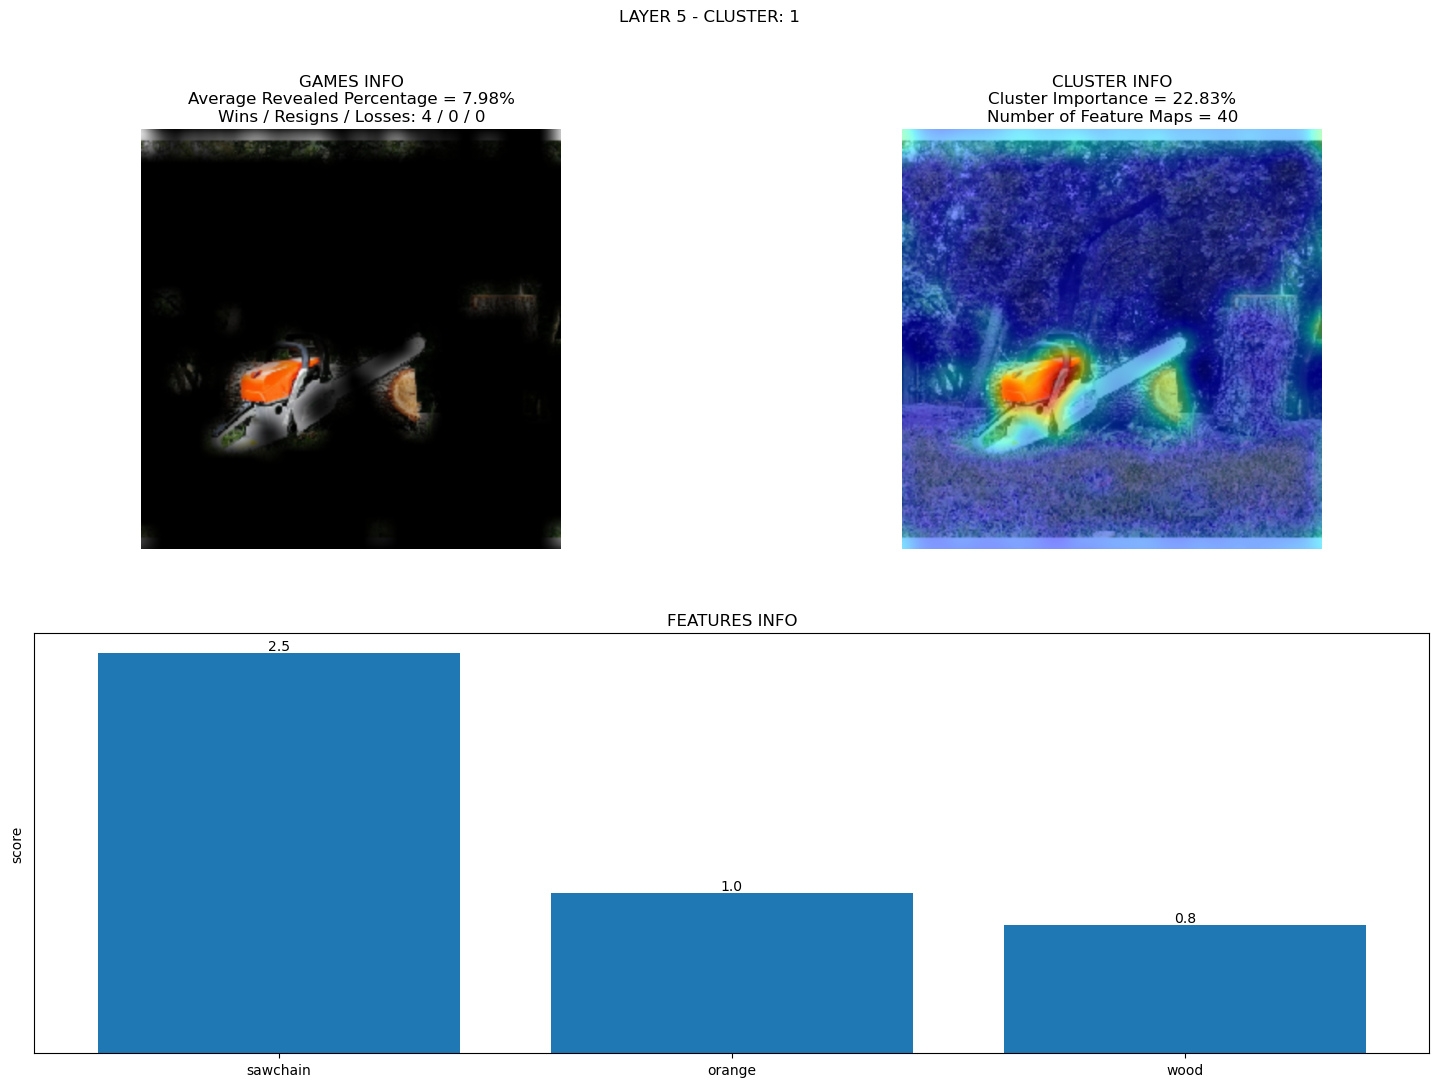 LAYER 5 - CLUSTER: 1
GAMES INFO
Average Revealed Percentage = 7.98%
Wins / Resigns / Losses: 4 / 0 / 0
CLUSTER INFO
Cluster Importance = 22.83%
Number of Feature Maps = 40
FEATURES INFO
score
2.5
1.0
0.8
sawchain
orange
wood